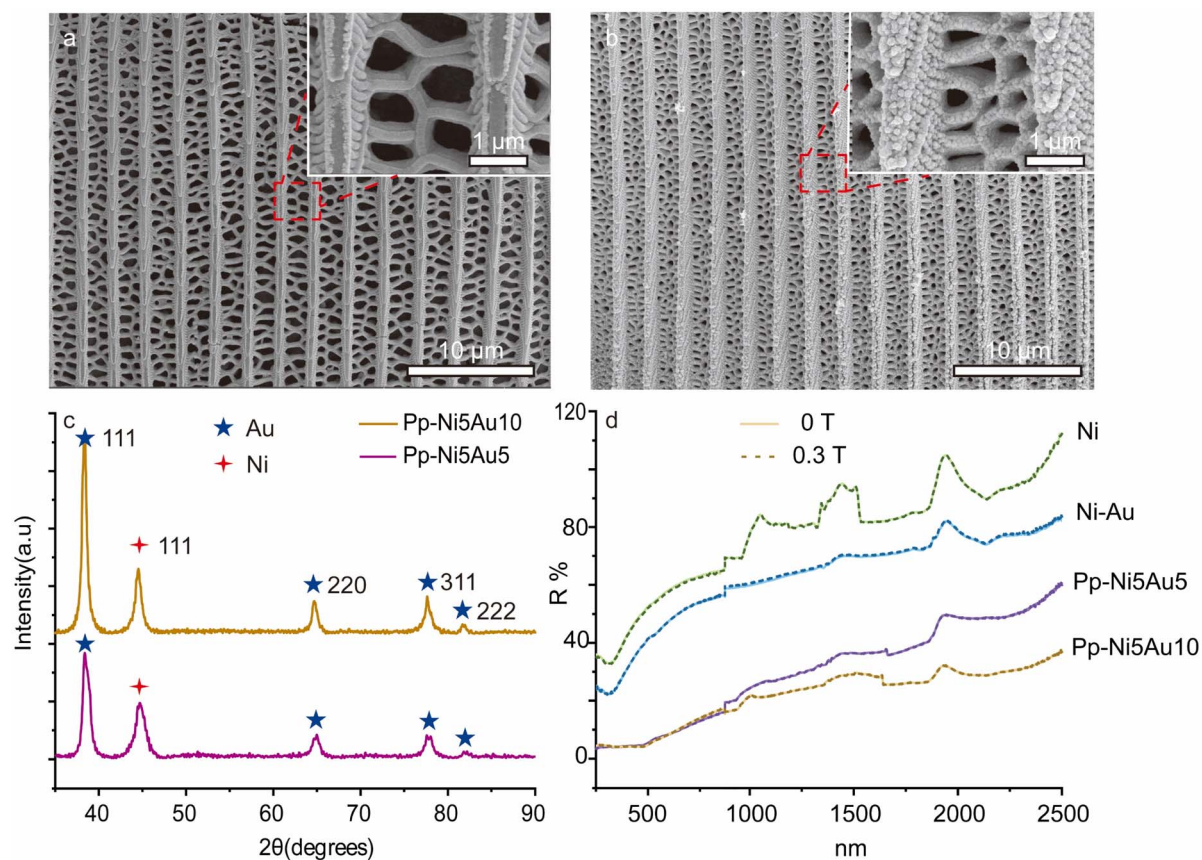 a
1 µm
10 µm
b
1 µm
10 µm
c
Au
Ni
Pp-Ni5Au10
Pp-Ni5Au5
111
111
220
311
222
Intensity(a.u)
40 50 60 70 80 90
2θ(degrees)
d
0 T
0.3 T
Ni
Ni-Au
Pp-Ni5Au5
Pp-Ni5Au10
R %
120
80
40
0
500 1000 1500 2000 2500
nm